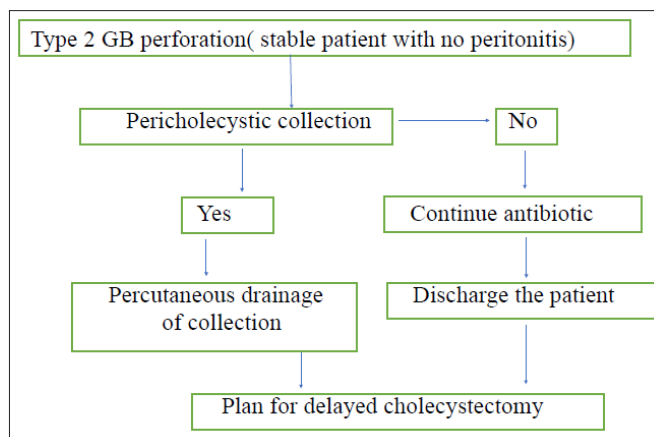 Type 2 GB perforation( stable patient with no peritonitis)
Pericholecystic collection
No
Yes
Continue antibiotic
Percutaneous drainage
of collection
Discharge the patient
Plan for delayed cholecystectomy